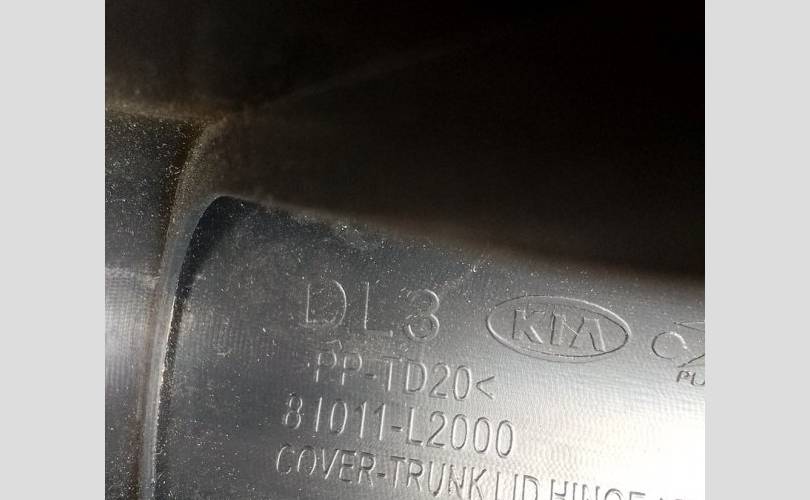 DL3 KIA
PP-TD20<
81011-L2000
COVER-TRUNK LID HINGE